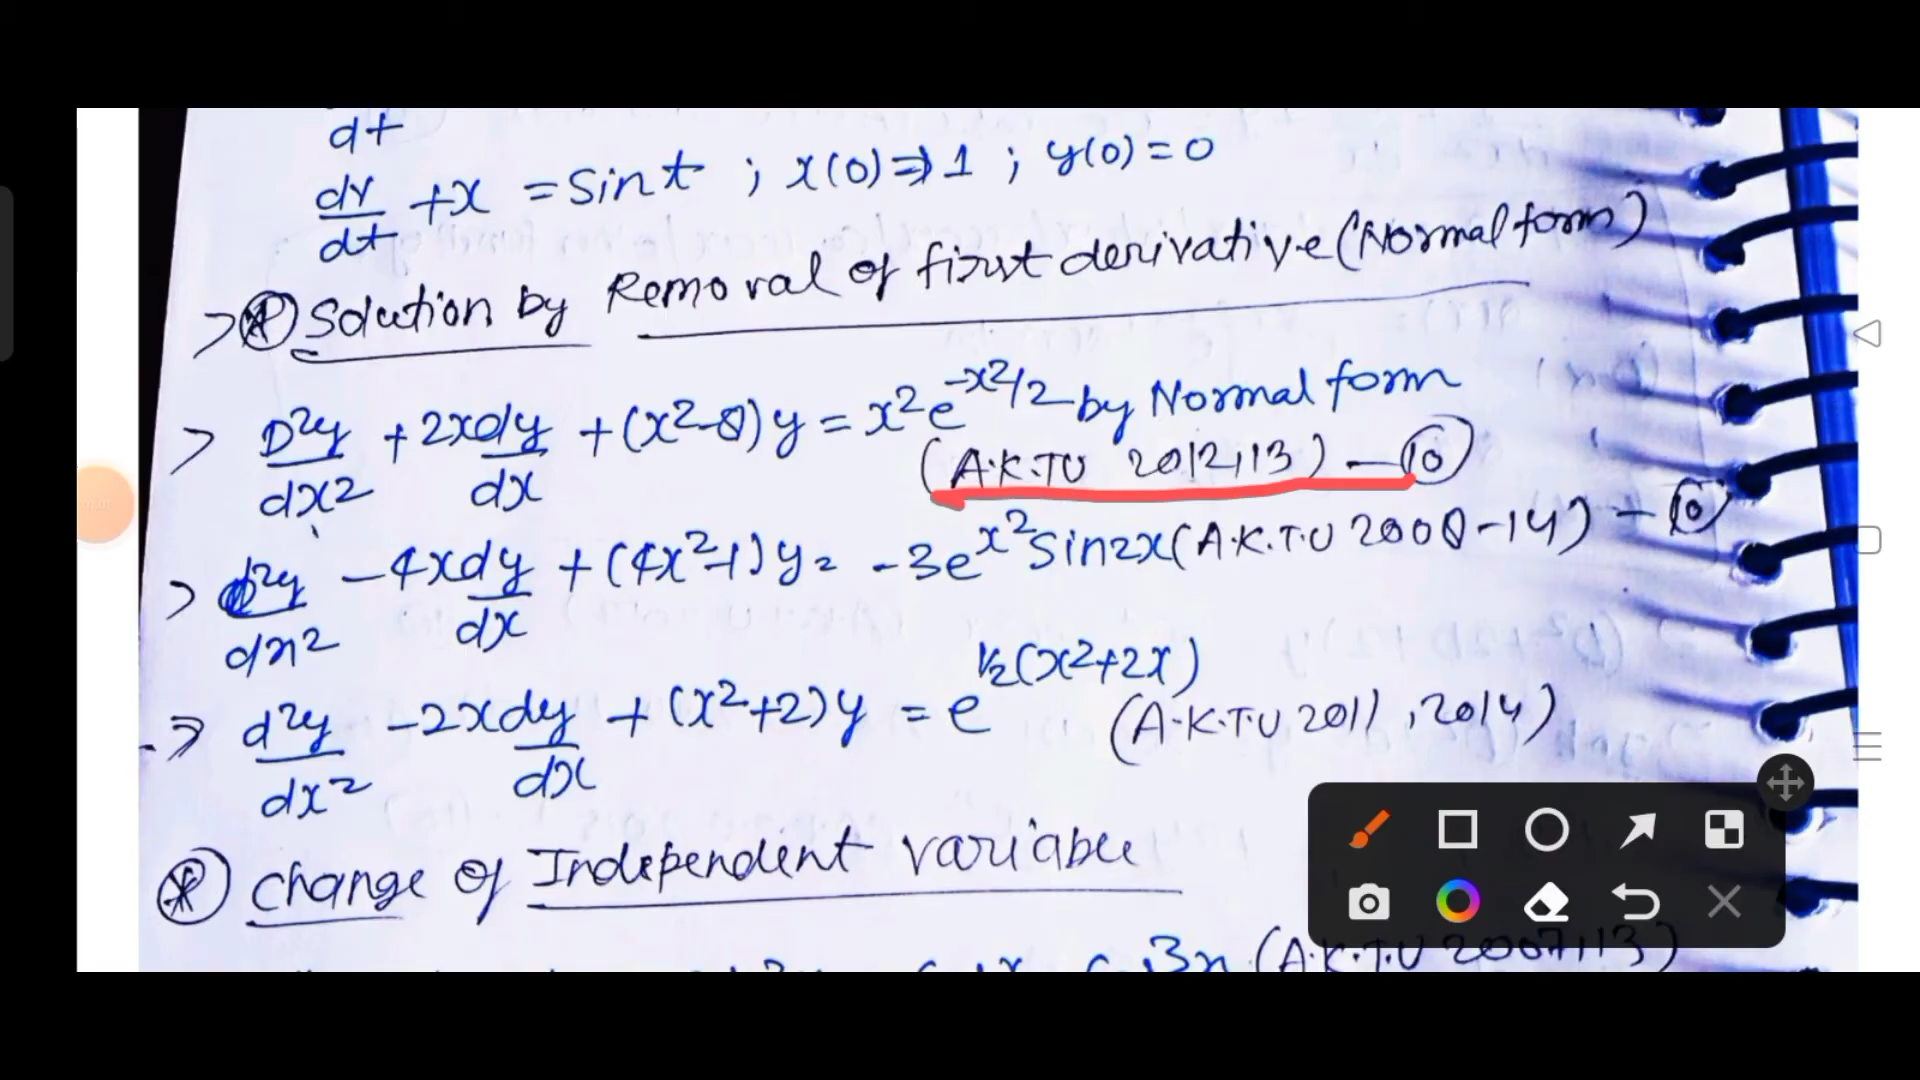 dt
dy/dt + x = Sint ; x(0) ⇒ 1 ; y(0) = 0
> Solution by Removal of first derivative (Normal form)
> D²y/dx² + 2x dy/dx + (x²-8)y = x²e^-x²/2 by Normal form
(A.K.TU 2012,13) - 10
> d²y/dx² - 4x dy/dx + (4x²-1)y = -3e^x² Sin2x (A.K.T.U 2008-14) - 10
⇒ d²y/dx² - 2x dy/dx + (x²+2)y = e^½(x²+2x) (A.K.T.U 2011, 2014)
Change of Independent variable
(A.K.T.U 2007,13)